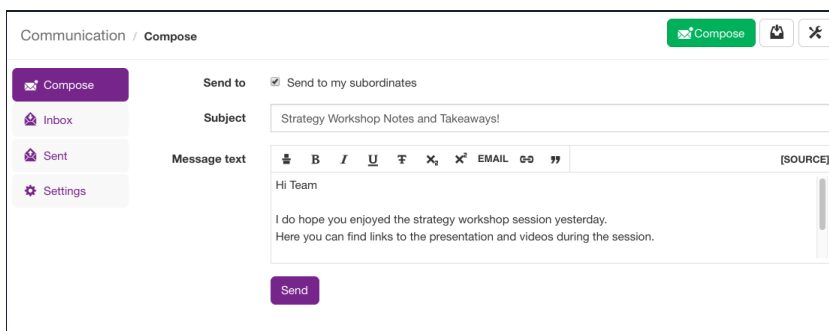 Communication / Compose
Compose
Compose
Inbox
Sent
Settings
Send to
Send to my subordinates
Subject
Strategy Workshop Notes and Takeaways!
Message text
B I U T X₂ X² EMAIL [SOURCE]
Hi Team
I do hope you enjoyed the strategy workshop session yesterday.
Here you can find links to the presentation and videos during the session.
Send